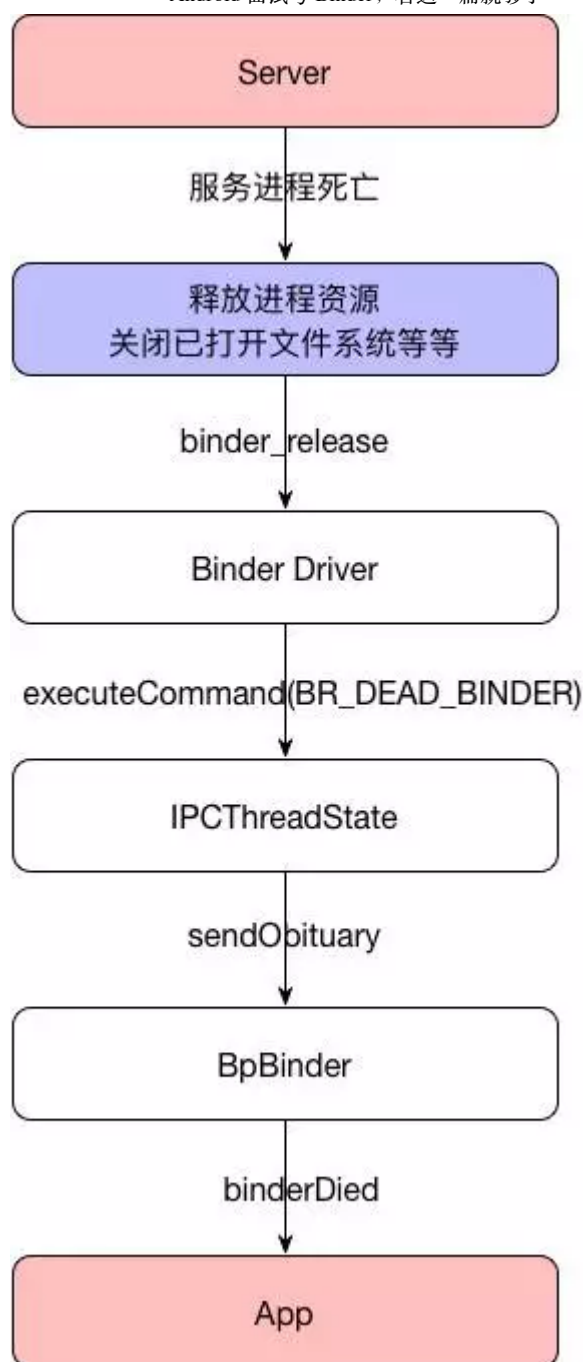 Server
服务进程死亡
释放进程资源
关闭已打开文件系统等等
binder_release
Binder Driver
executeCommand(BR_DEAD_BINDER)
IPCThreadState
sendObituary
BpBinder
binderDied
App